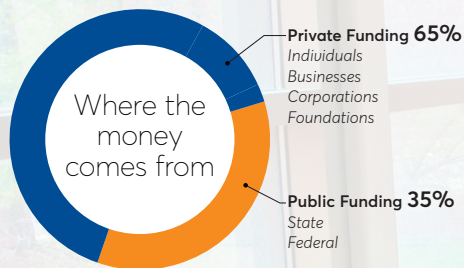 Where the
money
comes from
Private Funding 65%
Individuals
Businesses
Corporations
Foundations
Public Funding 35%
State
Federal